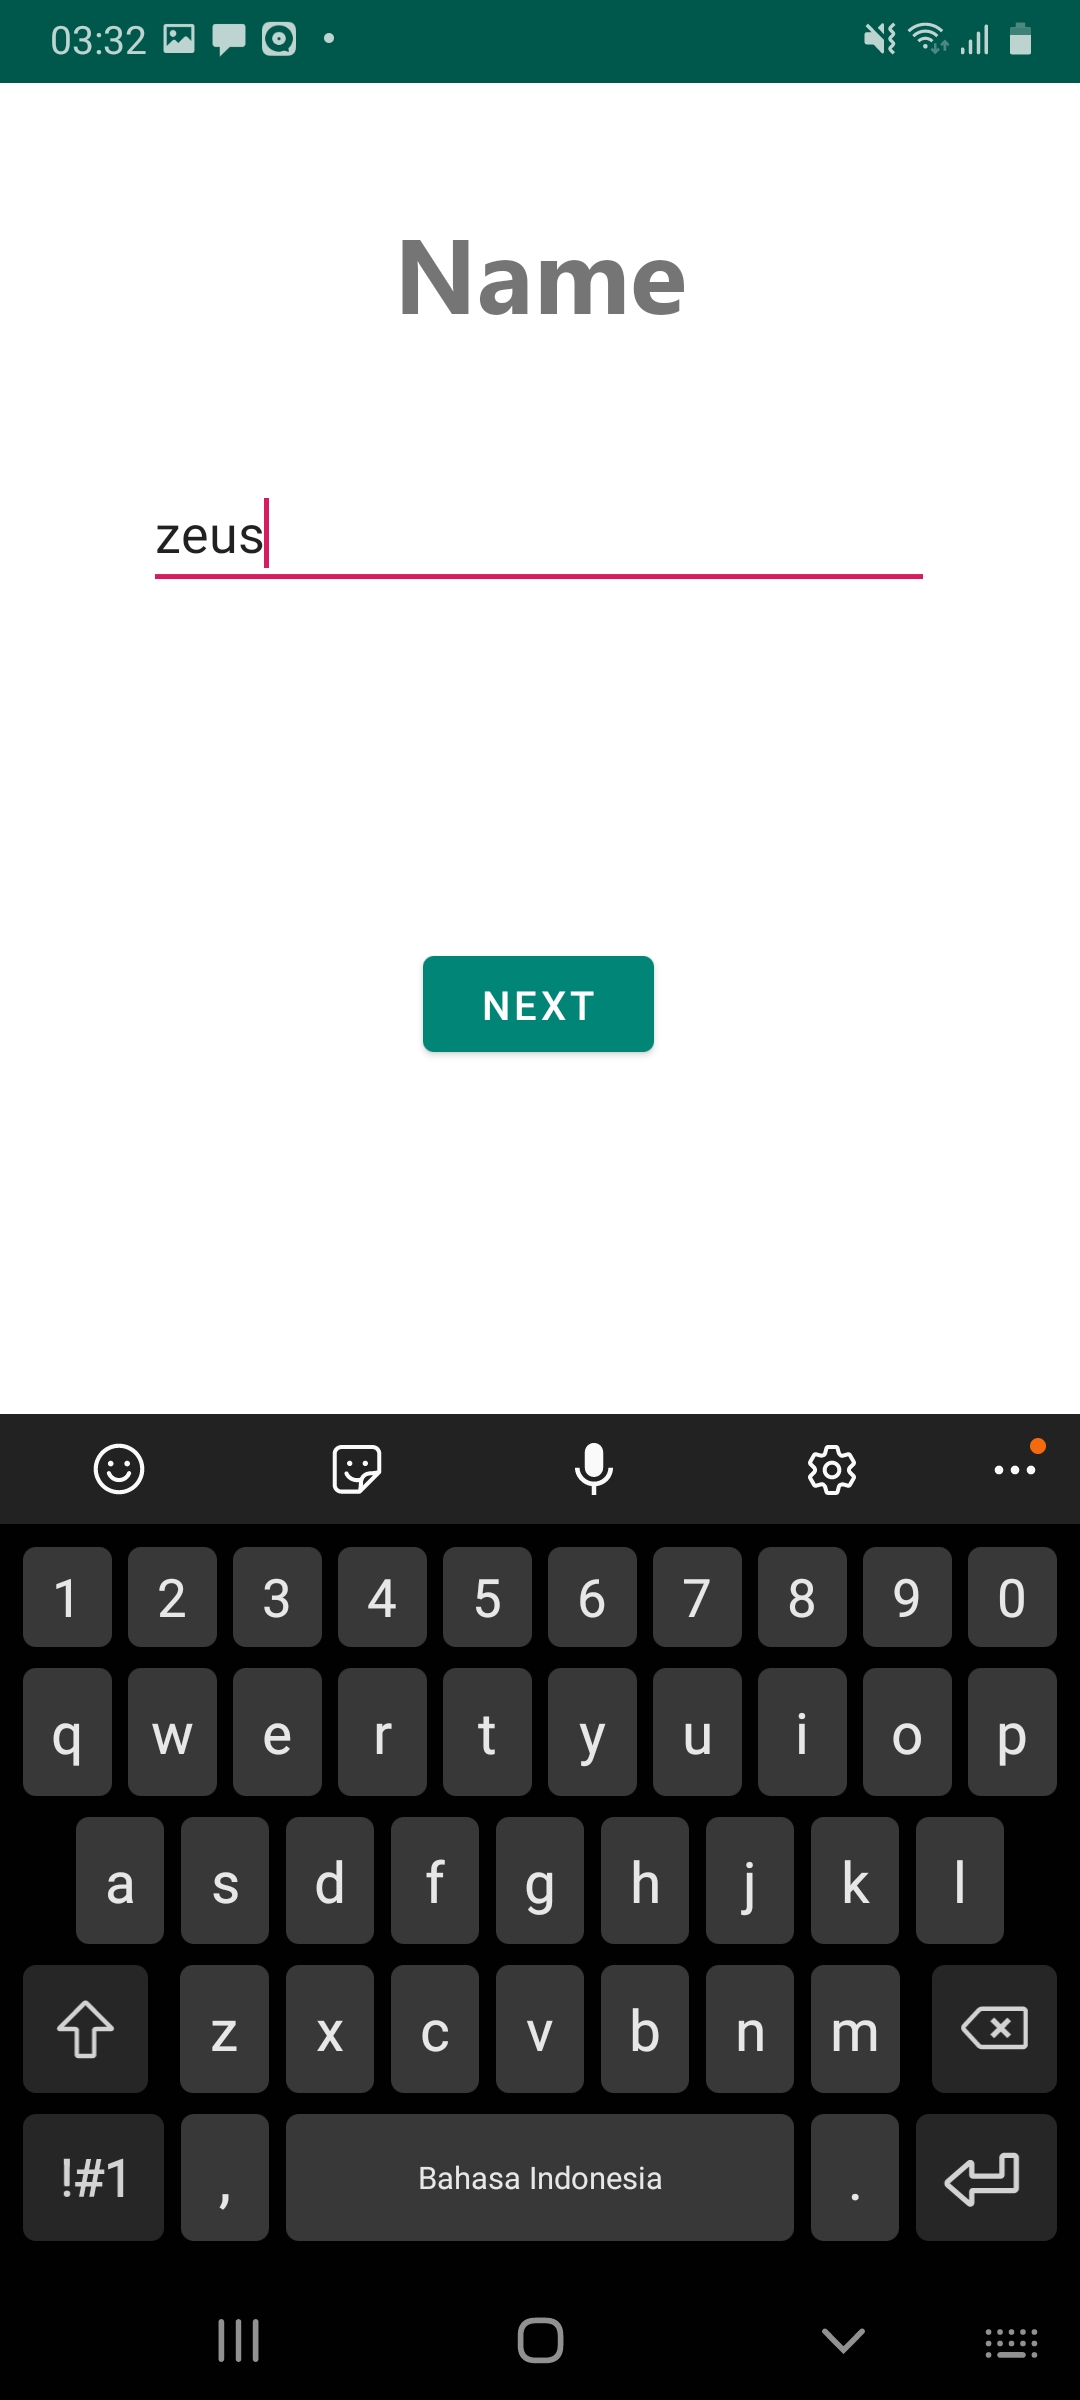 03:32
Name
zeus
NEXT
1 2 3 4 5 6 7 8 9 0
q w e r t y u i o p
a s d f g h j k l
z x c v b n m
!#1 , Bahasa Indonesia .